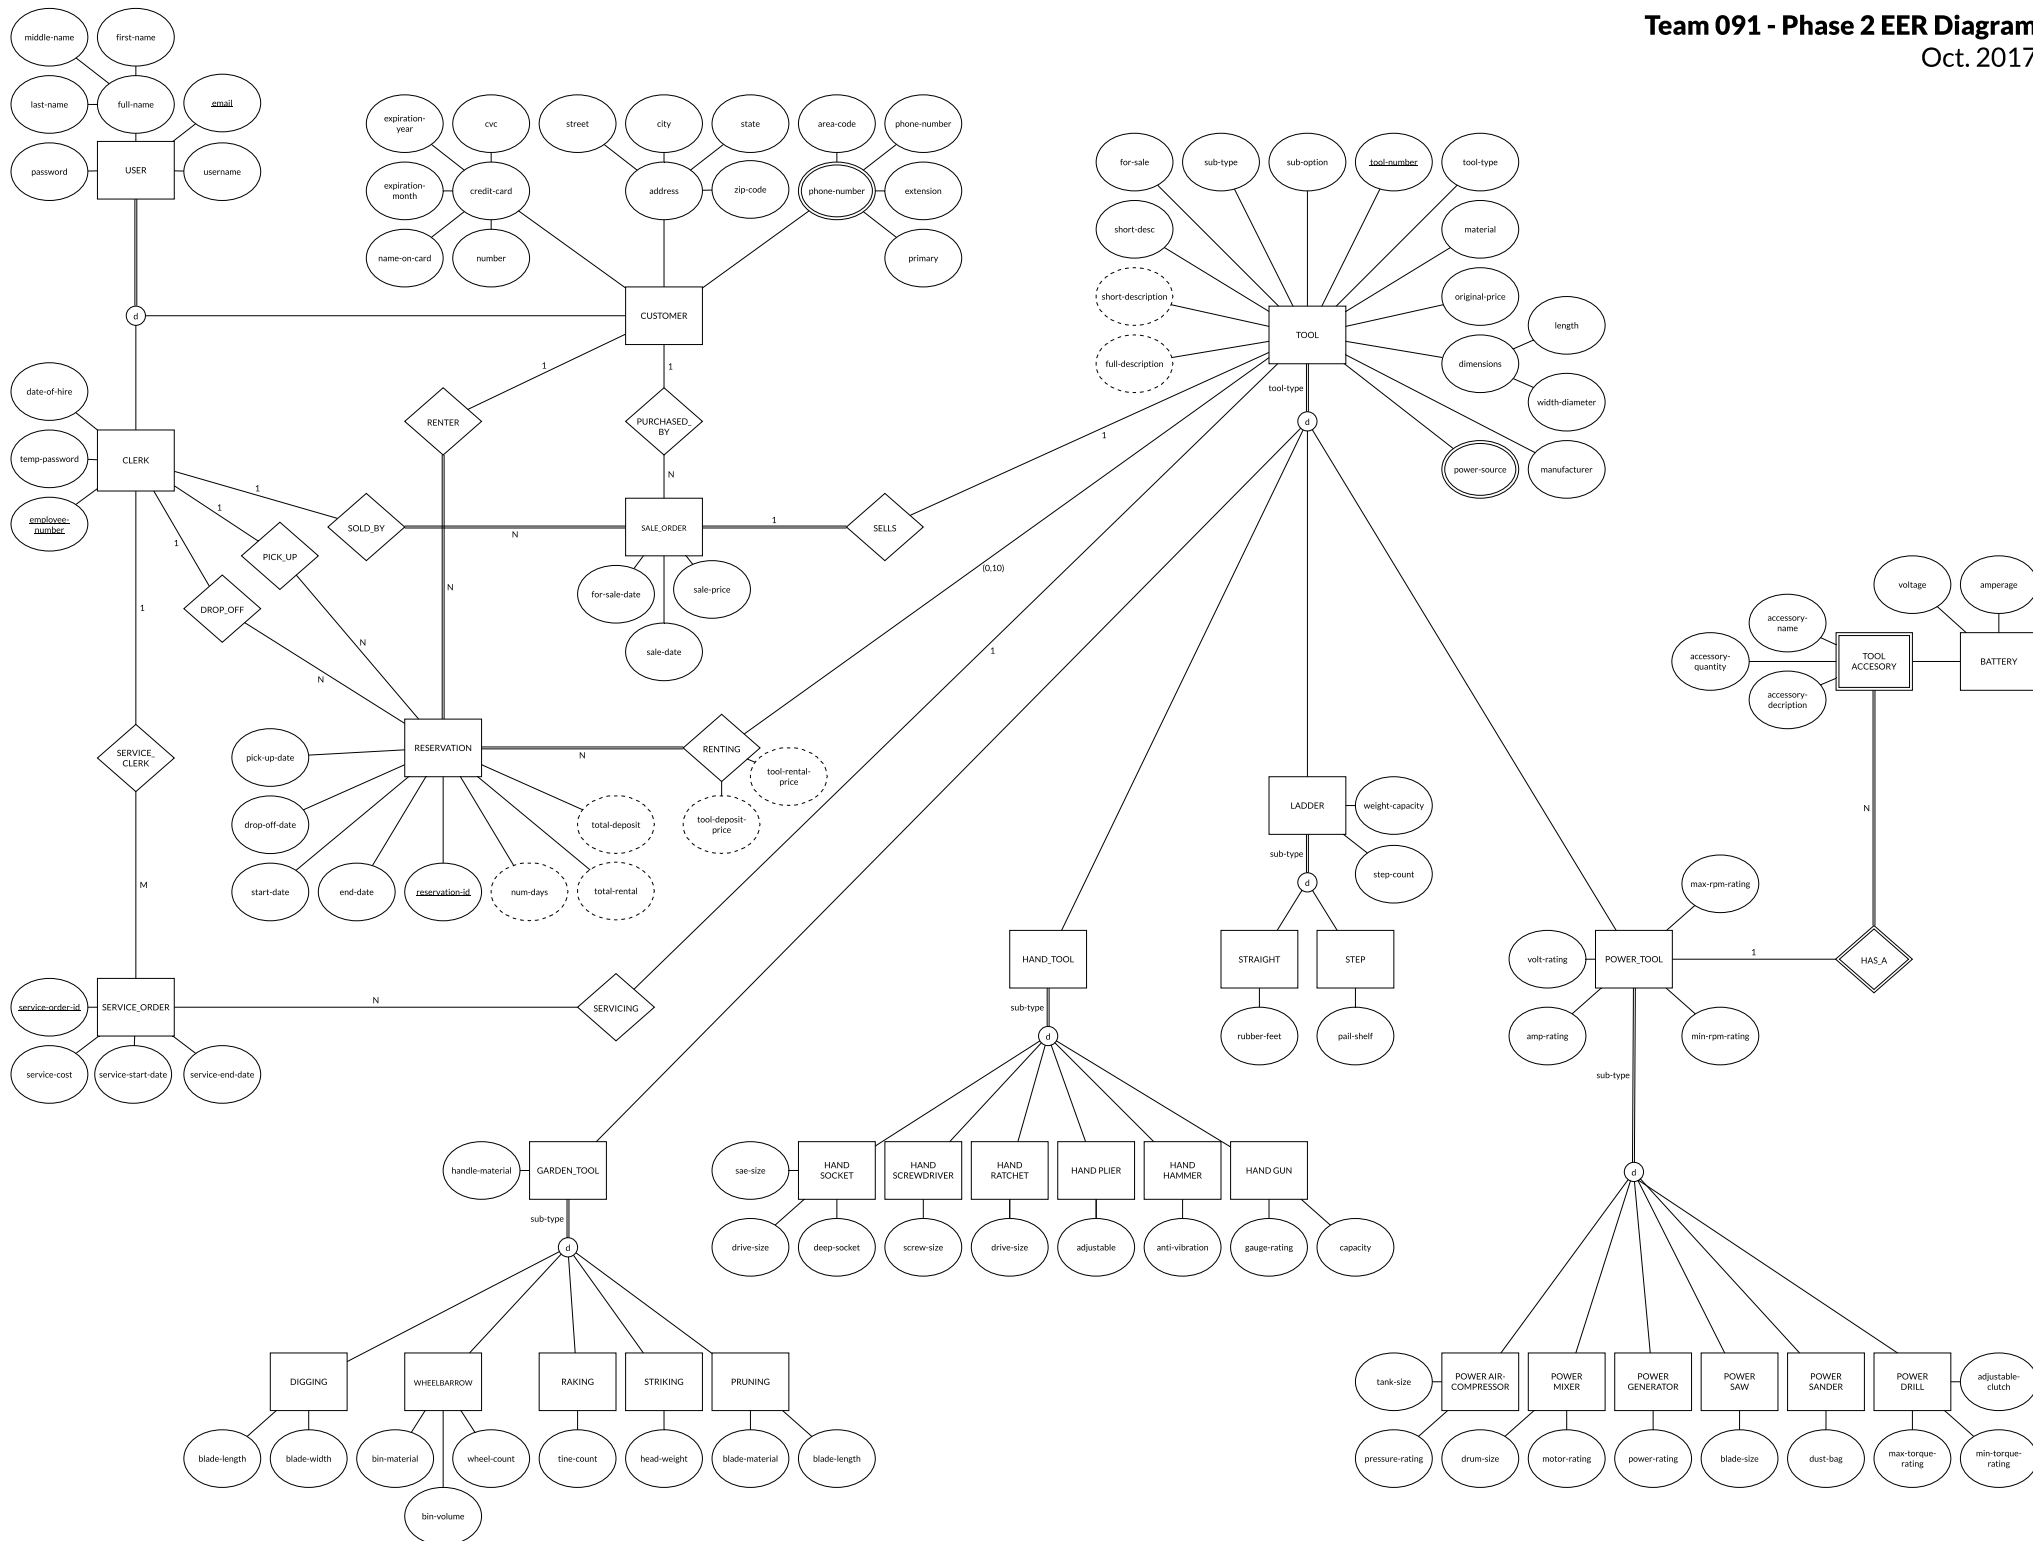 Team 091 - Phase 2 EER Diagram
Oct. 2017
middle-name
first-name
last-name
full-name
email
password
USER
username
expiration-
year
cvc
street
city
state
area-code
phone-number
expiration-
month
credit-card
address
zip-code
phone-number
extension
name-on-card
number
primary
d
CUSTOMER
for-sale
sub-type
sub-option
tool-number
tool-type
short-desc
material
short-description
original-price
TOOL
length
full-description
dimensions
tool-type
width-diameter
d
power-source
manufacturer
1
1
1
date-of-hire
RENTER
PURCHASED_
BY
temp-password
CLERK
N
employee-
number
1
1
1
SOLD_BY
N
SALE_ORDER
1
SELLS
PICK_UP
(0,10)
for-sale-date
sale-price
N
DROP_OFF
1
N
sale-date
1
N
voltage
amperage
accessory-
name
accessory-
quantity
TOOL
ACCESORY
BATTERY
accessory-
decription
SERVICE_
CLERK
pick-up-date
RESERVATION
N
RENTING
tool-rental-
price
drop-off-date
total-deposit
tool-deposit-
price
start-date
end-date
reservation-id
num-days
total-rental
M
LADDER
weight-capacity
sub-type
d
step-count
N
max-rpm-rating
HAND_TOOL
STRAIGHT
STEP
volt-rating
POWER_TOOL
1
HAS_A
service-order-id
SERVICE_ORDER
N
SERVICING
sub-type
d
rubber-feet
pail-shelf
amp-rating
min-rpm-rating
service-cost
service-start-date
service-end-date
sub-type
d
handle-material
GARDEN_TOOL
sae-size
HAND
SOCKET
HAND
SCREWDRIVER
HAND
RATCHET
HAND PLIER
HAND
HAMMER
HAND GUN
sub-type
d
drive-size
deep-socket
screw-size
drive-size
adjustable
anti-vibration
gauge-rating
capacity
DIGGING
WHEELBARROW
RAKING
STRIKING
PRUNING
tank-size
POWER AIR-
COMPRESSOR
POWER
MIXER
POWER
GENERATOR
POWER
SAW
POWER
SANDER
POWER
DRILL
adjustable-
clutch
blade-length
blade-width
bin-material
wheel-count
tine-count
head-weight
blade-material
blade-length
pressure-rating
drum-size
motor-rating
power-rating
blade-size
dust-bag
max-torque-
rating
min-torque-
rating
bin-volume